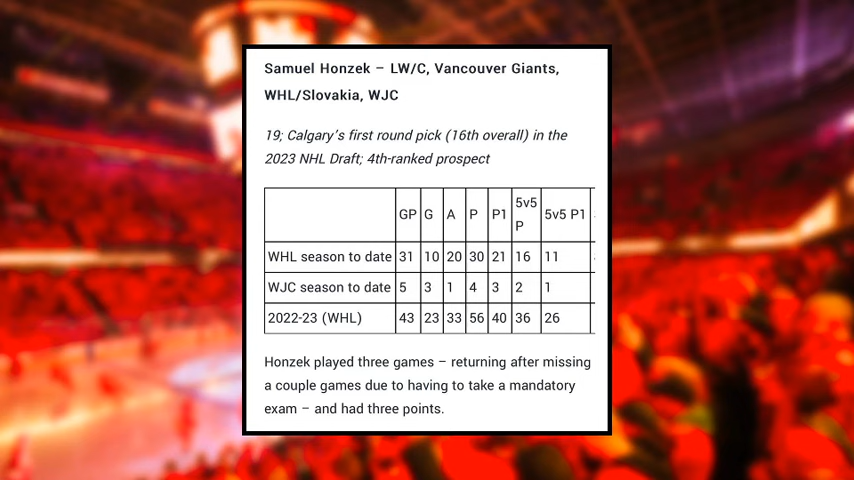 Samuel Honzek – LW/C, Vancouver Giants,
WHL/Slovakia, WJC
19; Calgary's first round pick (16th overall) in the
2023 NHL Draft; 4th-ranked prospect
GP G A P P1 5v5 P 5v5 P1
WHL season to date 31 10 20 30 21 16 11
WJC season to date 5 3 1 4 3 2 1
2022-23 (WHL) 43 23 33 56 40 36 26
Honzek played three games – returning after missing
a couple games due to having to take a mandatory
exam – and had three points.